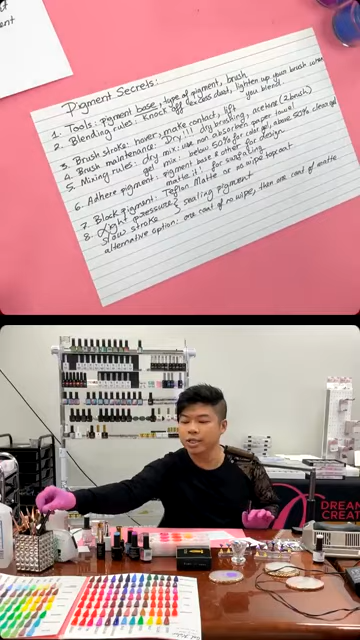 ment
Pigment Secrets:
1. Tools: pigment base, type of pigment, brush
2. Blending rules: Knock off excess dust, lighten up your brush when you blend.
3. Brush stroke: hover, make contact, lift
4. Brush maintenance: Dry!!! dry brushing, acetone (2 brush)
5. Mixing rules: dry mix: use non absorben paper towel
gel mix: below 50% for color gel, above 50% clear gel
6. Adhere pigment: pigment base & other for design
matte it! for surfacing
7. Block pigment: Teflon Matte or no wipe topcoat
8. Light pressure } sealing pigment
slow stroke
alternative option: one coat of no wipe, then one coat of matte
DREAM
CREAT